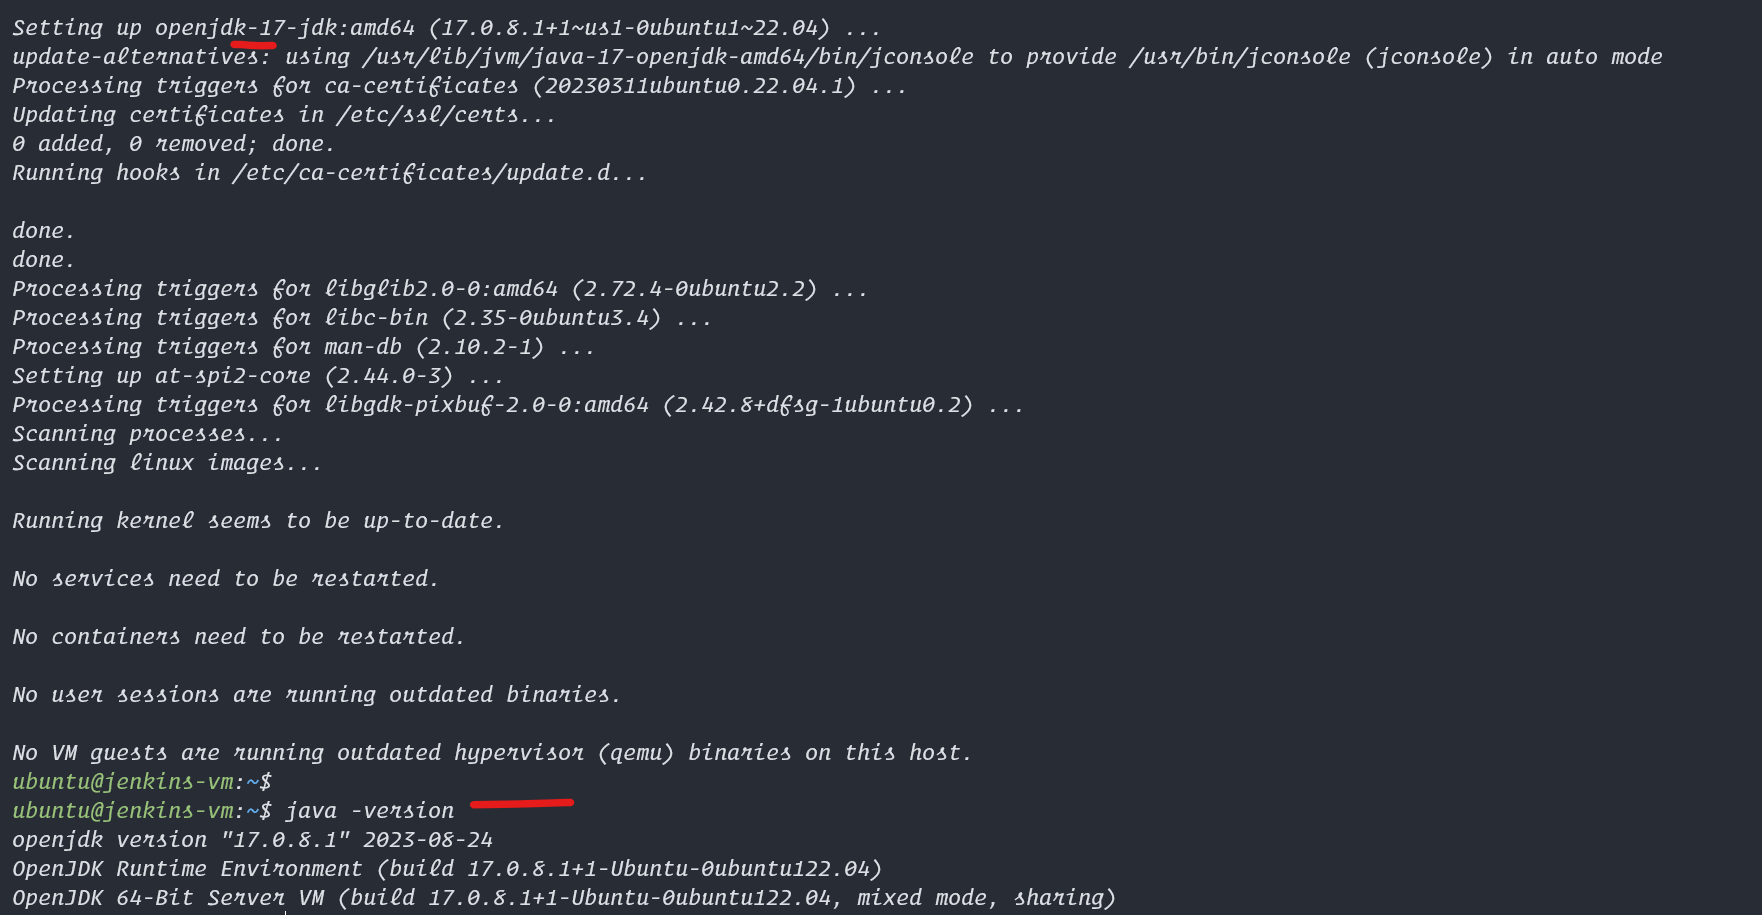 Setting up openjdk-17-jdk:amd64 (17.0.8.1+1~us1-0ubuntu1~22.04) ...
update-alternatives: using /usr/lib/jvm/java-17-openjdk-amd64/bin/jconsole to provide /usr/bin/jconsole (jconsole) in auto mode
Processing triggers for ca-certificates (20230311ubuntu0.22.04.1) ...
Updating certificates in /etc/ssl/certs...
0 added, 0 removed; done.
Running hooks in /etc/ca-certificates/update.d...
done.
done.
Processing triggers for libglib2.0-0:amd64 (2.72.4-0ubuntu2.2) ...
Processing triggers for libc-bin (2.35-0ubuntu3.4) ...
Processing triggers for man-db (2.10.2-1) ...
Setting up at-spi2-core (2.44.0-3) ...
Processing triggers for libgdk-pixbuf-2.0-0:amd64 (2.42.8+dfsg-1ubuntu0.2) ...
Scanning processes...
Scanning linux images...
Running kernel seems to be up-to-date.
No services need to be restarted.
No containers need to be restarted.
No user sessions are running outdated binaries.
No VM guests are running outdated hypervisor (qemu) binaries on this host.
ubuntu@jenkins-vm:~$
ubuntu@jenkins-vm:~$ java -version
openjdk version "17.0.8.1" 2023-08-24
OpenJDK Runtime Environment (build 17.0.8.1+1-Ubuntu-0ubuntu122.04)
OpenJDK 64-Bit Server VM (build 17.0.8.1+1-Ubuntu-0ubuntu122.04, mixed mode, sharing)